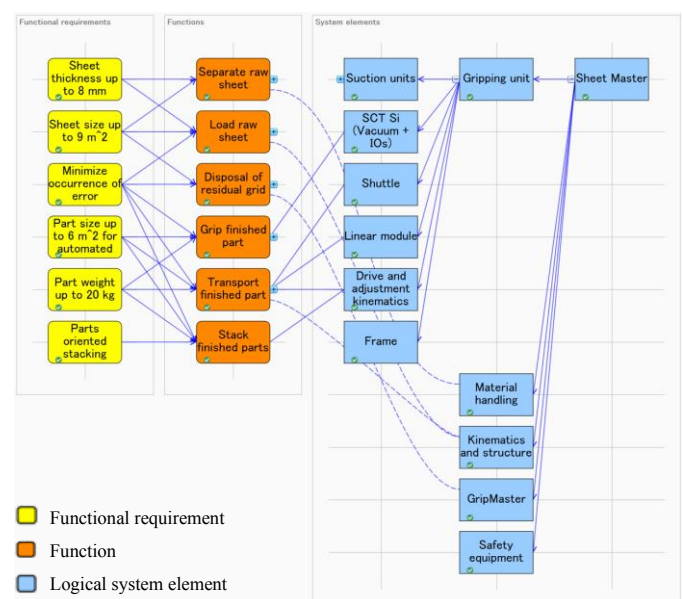 Functional requirements
Functions
System elements
Sheet
thickness up
to 8 mm
Separate raw
sheet
Suction units
Gripping unit
Sheet Master
Sheet size up
to 9 m^2
Load raw
sheet
SCT Si
(Vacuum +
IOs)
Minimize
occurrence of
error
Disposal of
residual grid
Shuttle
Part size up
to 6 m^2 for
automated
Grip finished
part
Linear module
Part weight
up to 20 kg
Transport
finished part
Drive and
adjustment
kinematics
Parts
oriented
stacking
Stack
finished parts
Frame
Material
handling
Kinematics
and structure
GripMaster
Safety
equipment
Functional requirement
Function
Logical system element